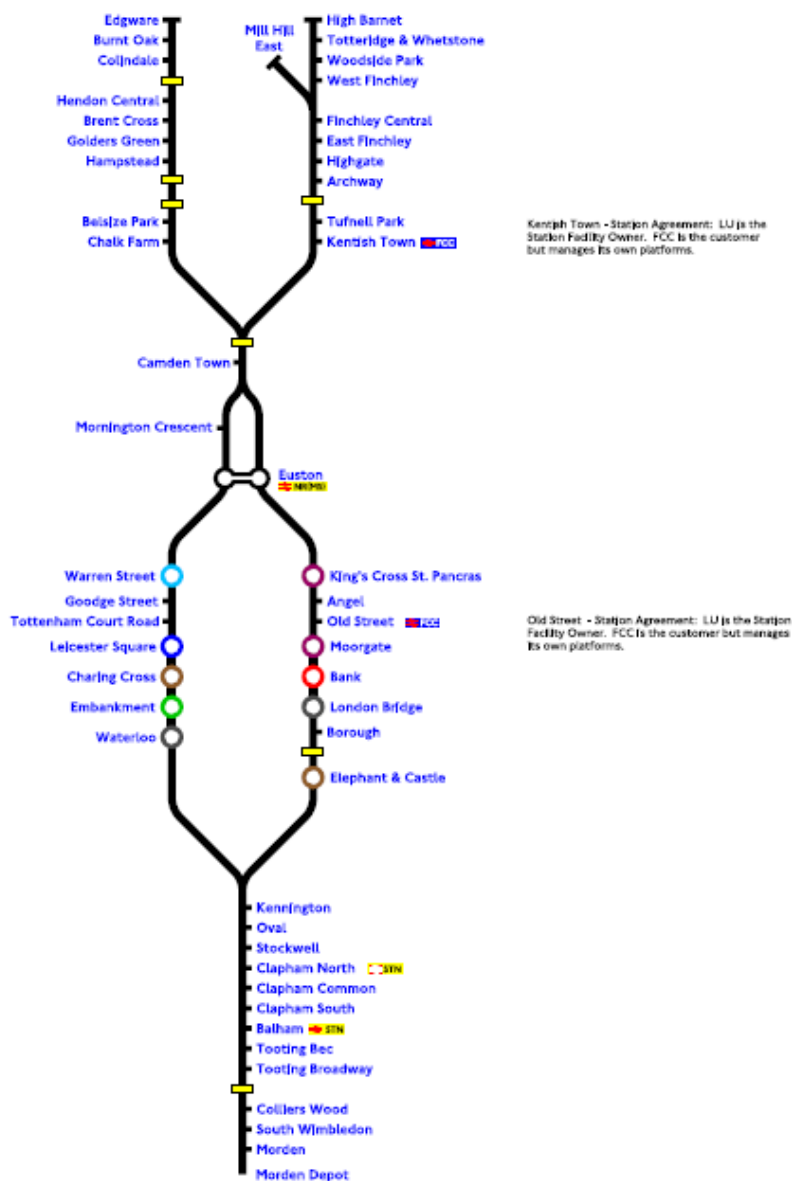 Edgware
Burnt Oak
Colindale
Hendon Central
Brent Cross
Golders Green
Hampstead
Belsize Park
Chalk Farm
Mill Hill
East
High Barnet
Totteridge & Whetstone
Woodside Park
West Finchley
Finchley Central
East Finchley
Highgate
Archway
Tufnell Park
Kentish Town FCC
Kentish Town - Station Agreement: LU is the
Station Facility Owner. FCC is the customer
but manages its own platforms.
Camden Town
Mornington Crescent
Euston
NR(MS)
Warren Street
Goodge Street
Tottenham Court Road
Leicester Square
Charing Cross
Embankment
Waterloo
King's Cross St. Pancras
Angel
Old Street FCC
Moorgate
Bank
London Bridge
Borough
Elephant & Castle
Old Street - Station Agreement: LU is the Station
Facility Owner. FCC is the customer but manages
its own platforms.
Kennington
Oval
Stockwell
Clapham North STN
Clapham Common
Clapham South
Balham STN
Tooting Bec
Tooting Broadway
Colliers Wood
South Wimbledon
Morden
Morden Depot